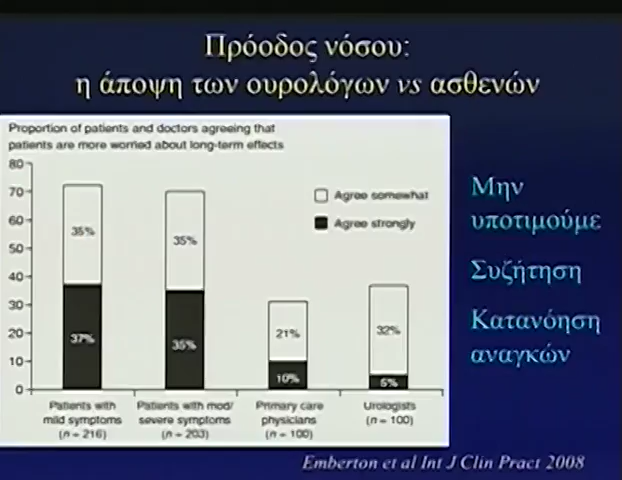 Πρόοδος νόσου:
η άποψη των ουρολόγων vs ασθενών
Proportion of patients and doctors agreeing that
patients are more worried about long-term effects
80
70
60
50
40
30
20
10
0
35%
37%
35%
35%
21%
10%
32%
5%
Agree somewhat
Agree strongly
Patients with
mild symptoms
(n = 216)
Patients with mod/
severe symptoms
(n = 203)
Primary care
physicians
(n = 100)
Urologists
(n = 100)
Μην
υποτιμούμε
Συζήτηση
Κατανόηση
αναγκών
Emberton et al Int J Clin Pract 2008